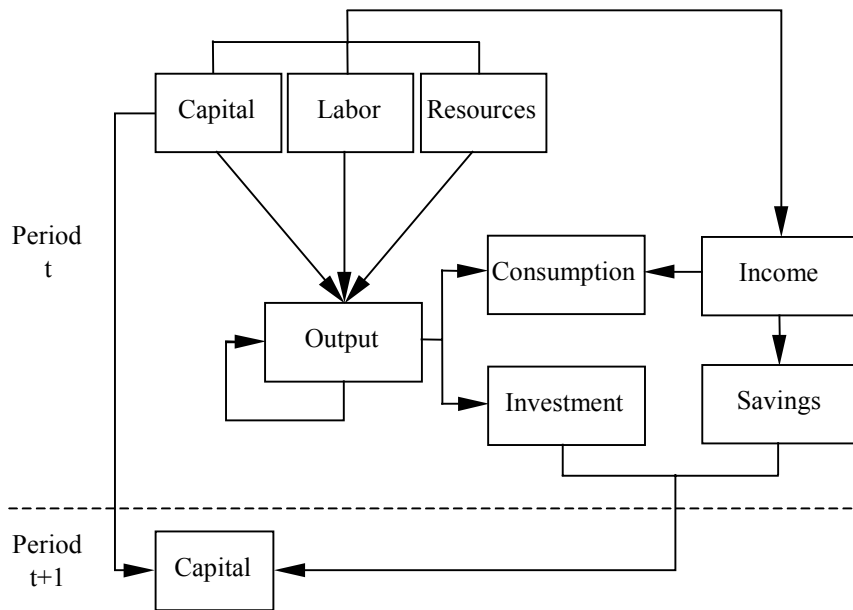 Capital
Labor
Resources
Period
t
Consumption
Income
Output
Investment
Savings
Period
t+1
Capital